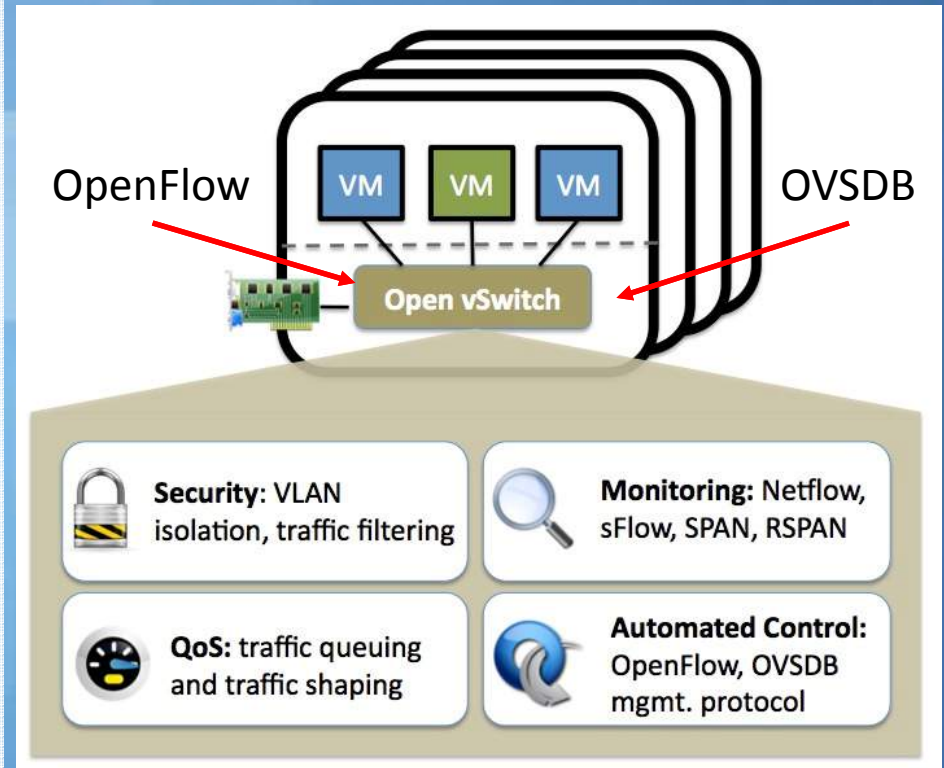 OpenFlow
OVSDB
VM
VM
VM
Open vSwitch
Security: VLAN
isolation, traffic filtering
Monitoring: Netflow,
sFlow, SPAN, RSPAN
QoS: traffic queuing
and traffic shaping
Automated Control:
OpenFlow, OVSDB
mgmt. protocol